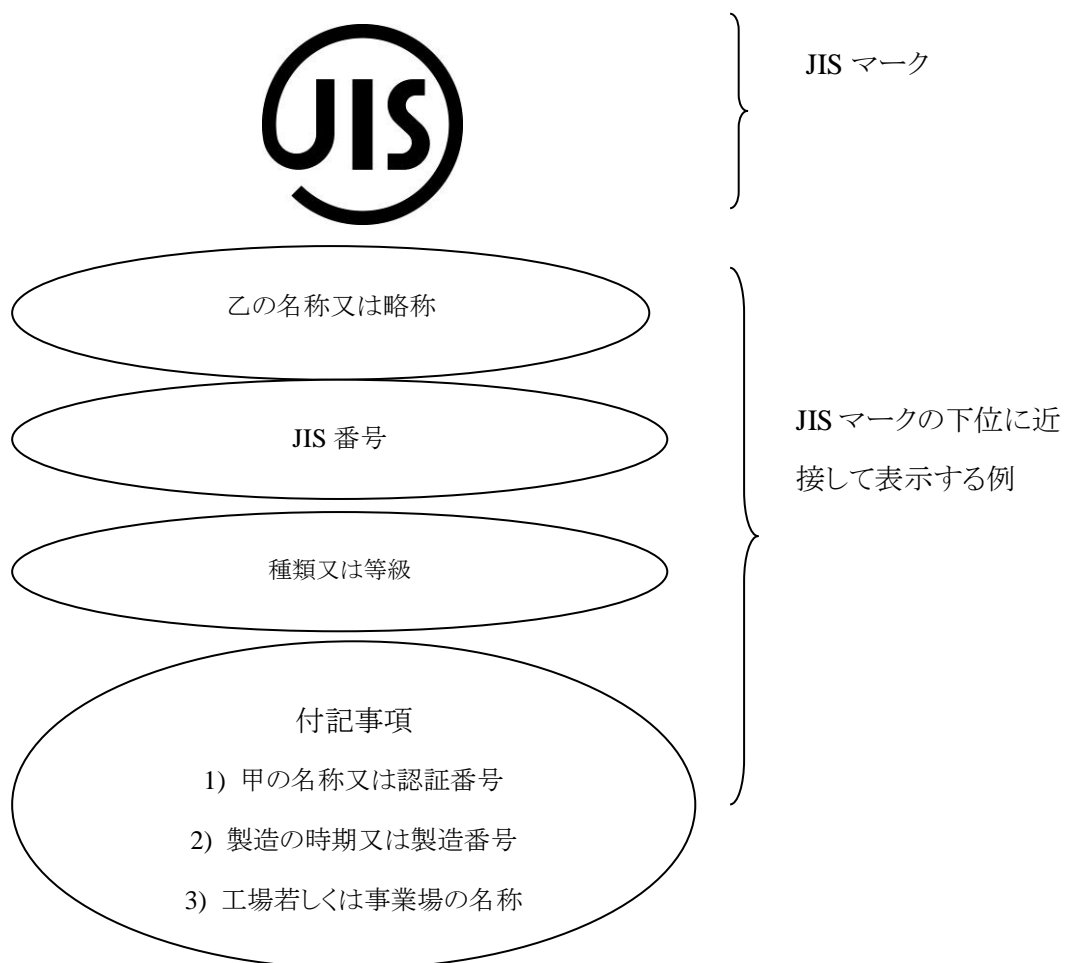 JIS
JIS マーク
乙の名称又は略称
JIS 番号
JIS マークの下位に近
接して表示する例
種類又は等級
付記事項
1) 甲の名称又は認証番号
2) 製造の時期又は製造番号
3) 工場若しくは事業場の名称